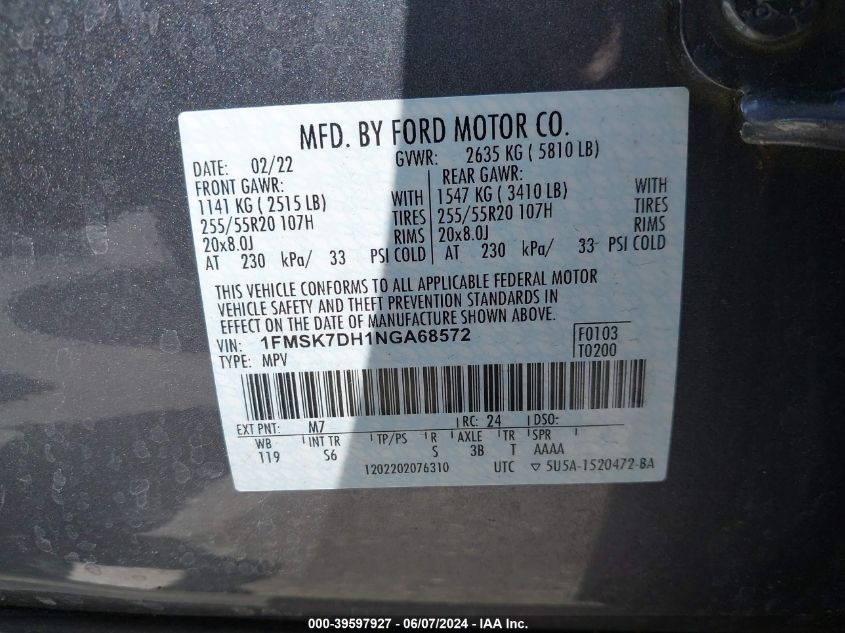 MFD. BY FORD MOTOR CO.
DATE: 02/22 GVWR: 2635 KG ( 5810 LB)
FRONT GAWR: REAR GAWR:
1141 KG ( 2515 LB) WITH 1547 KG ( 3410 LB) WITH
255/55R20 107H TIRES 255/55R20 107H TIRES
20x8.0J RIMS 20x8.0J RIMS
AT 230 kPa/ 33 PSI COLD AT 230 kPa/ 33 PSI COLD
THIS VEHICLE CONFORMS TO ALL APPLICABLE FEDERAL MOTOR
VEHICLE SAFETY AND THEFT PREVENTION STANDARDS IN
EFFECT ON THE DATE OF MANUFACTURE SHOWN ABOVE.
VIN: 1FMSK7DH1NGA68572 F0103
TYPE: MPV T0200
EXT PNT: M7 RC: 24 DSO:
WB INT TR TP/PS R AXLE TR SPR
119 S6 S 3B T AAAA
1202202076310 UTC ▽ 5U5A-1520472-BA
000-39597927 - 06/07/2024 - IAA Inc.